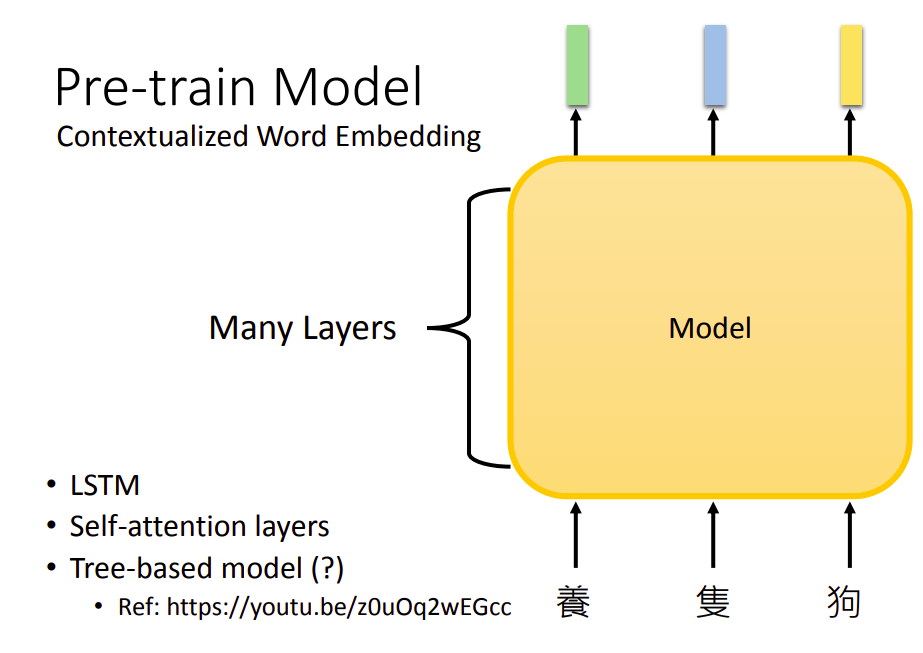 Pre-train Model
Contextualized Word Embedding
Many Layers
Model
• LSTM
• Self-attention layers
• Tree-based model (?)
• Ref: https://youtu.be/z0uOq2wEGcc
養 隻 狗